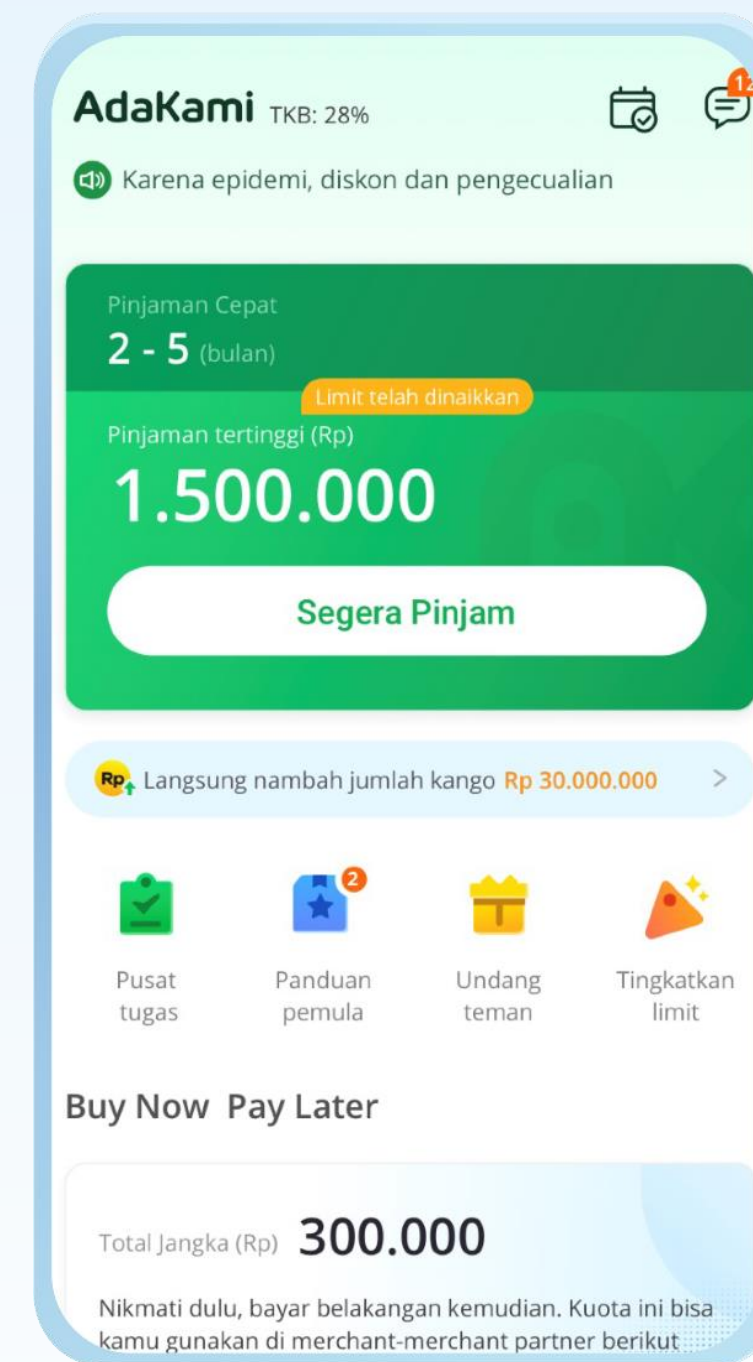 AdaKami TKB: 28%
12
Karena epidemi, diskon dan pengecualian
Pinjaman Cepat
2 - 5 (bulan)
Limit telah dinaikkan
Pinjaman tertinggi (Rp)
1.500.000
Segera Pinjam
Rp Langsung nambah jumlah kango Rp 30.000.000 >
2
Pusat tugas
Panduan pemula
Undang teman
Tingkatkan limit
Buy Now Pay Later
Total Jangka (Rp) 300.000
Nikmati dulu, bayar belakangan kemudian. Kuota ini bisa
kamu gunakan di merchant-merchant partner berikut